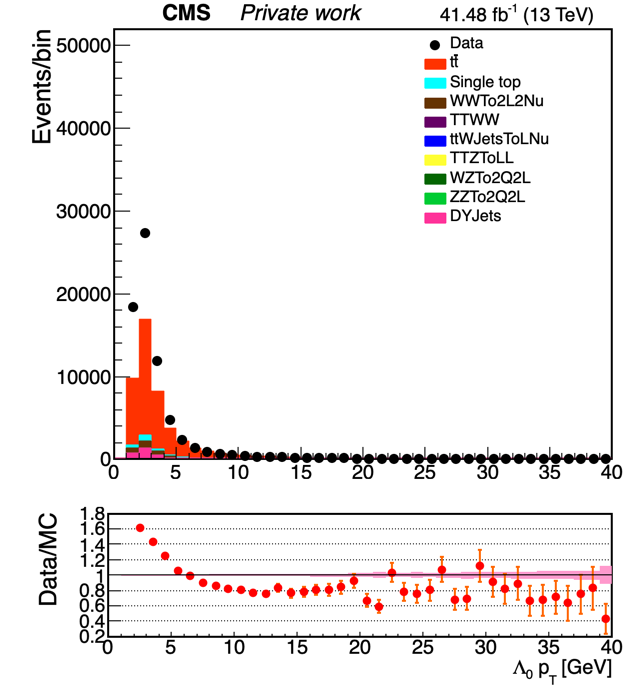 CMS Private work 41.48 fb⁻¹ (13 TeV)
Events/bin
50000
40000
30000
20000
10000
0
Data
tt̄
Single top
WWTo2L2Nu
TTWW
ttWJetsToLNu
TTZToLL
WZTo2Q2L
ZZTo2Q2L
DYJets
0 5 10 15 20 25 30 35 40
Data/MC
1.8
1.6
1.4
1.2
1
0.8
0.6
0.4
0.2
0 5 10 15 20 25 30 35 40
Λ₀ p_T [GeV]